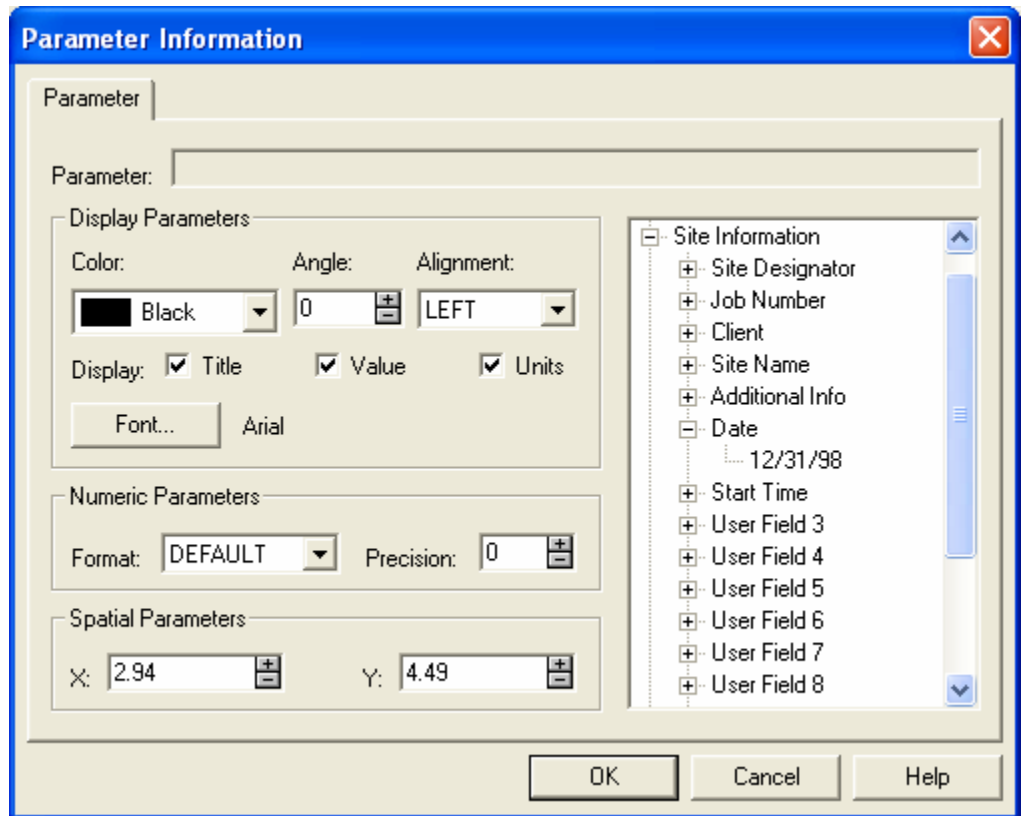 Parameter Information
Parameter
Parameter:
Display Parameters
Color: Angle: Alignment:
Black 0 LEFT
Display: Title Value Units
Font... Arial
Numeric Parameters
Format: DEFAULT Precision: 0
Spatial Parameters
X: 2.94 Y: 4.49
Site Information
Site Designator
Job Number
Client
Site Name
Additional Info
Date
12/31/98
Start Time
User Field 3
User Field 4
User Field 5
User Field 6
User Field 7
User Field 8
OK Cancel Help